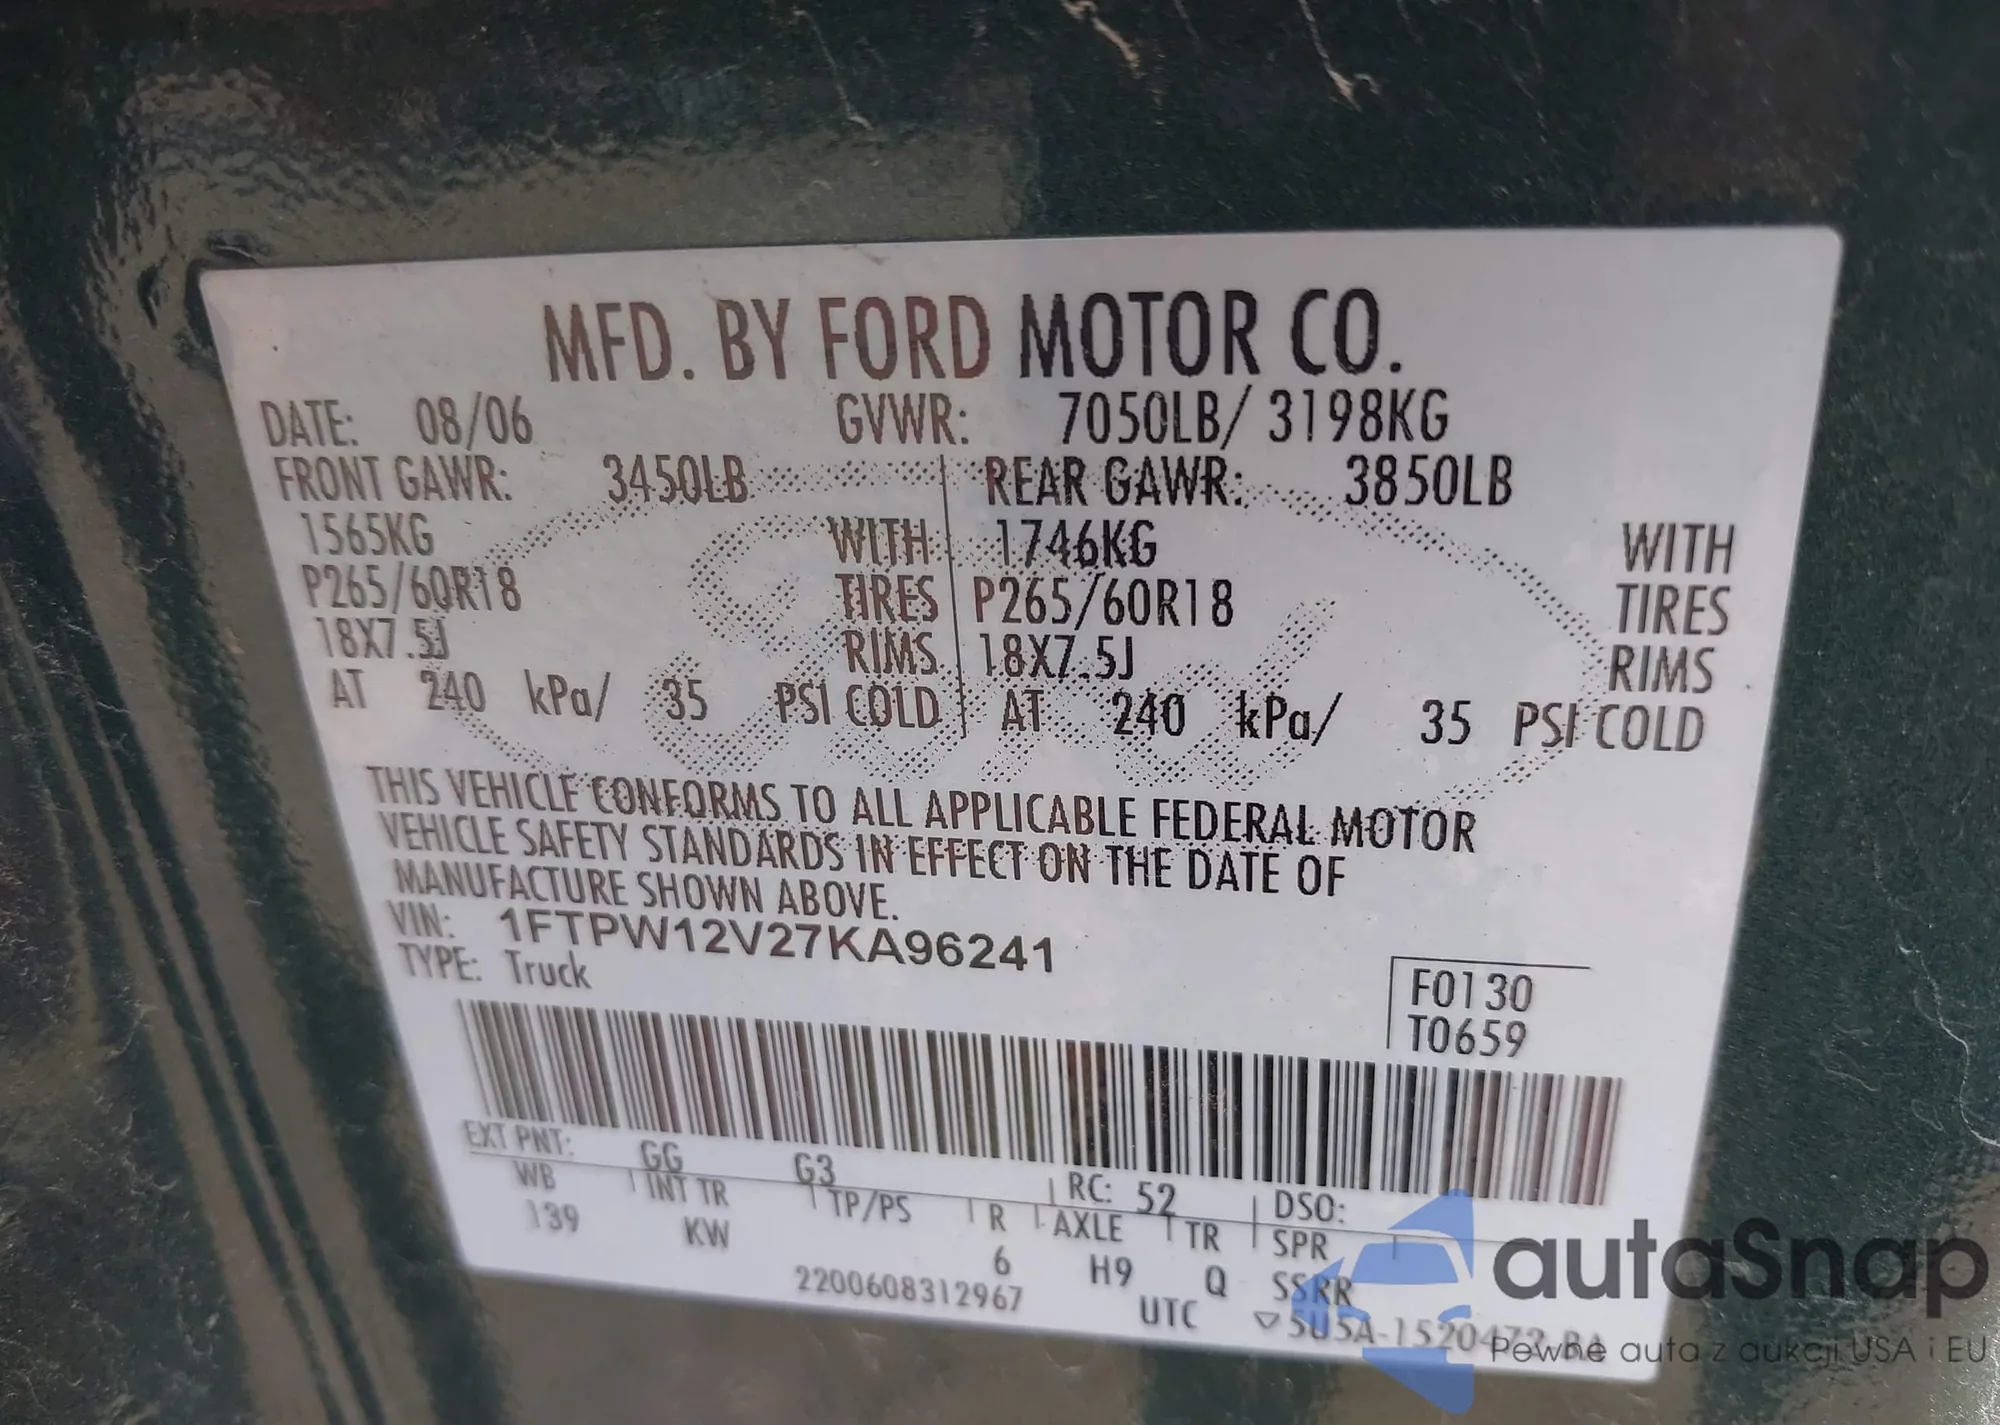 MFD. BY FORD MOTOR CO.
DATE: 08/06 GVWR: 7050LB/ 3198KG
FRONT GAWR: 3450LB REAR GAWR: 3850LB
1565KG WITH 1746KG WITH
P265/60R18 TIRES P265/60R18 TIRES
18X7.5J RIMS 18X7.5J RIMS
AT 240 kPa/ 35 PSI COLD AT 240 kPa/ 35 PSI COLD
THIS VEHICLE CONFORMS TO ALL APPLICABLE FEDERAL MOTOR
VEHICLE SAFETY STANDARDS IN EFFECT ON THE DATE OF
MANUFACTURE SHOWN ABOVE.
VIN: 1FTPW12V27KA96241
TYPE: Truck
F0130
T0659
EXT PNT: GG G3 RC: 52 DSO:
WB INT TR TP/PS R AXLE TR SPR
139 KW 6 H9 Q SSRR
2200608312967 UTC ▽5U5A-1520472-BA
autaSnap
Pewne auta z aukcji USA i EU